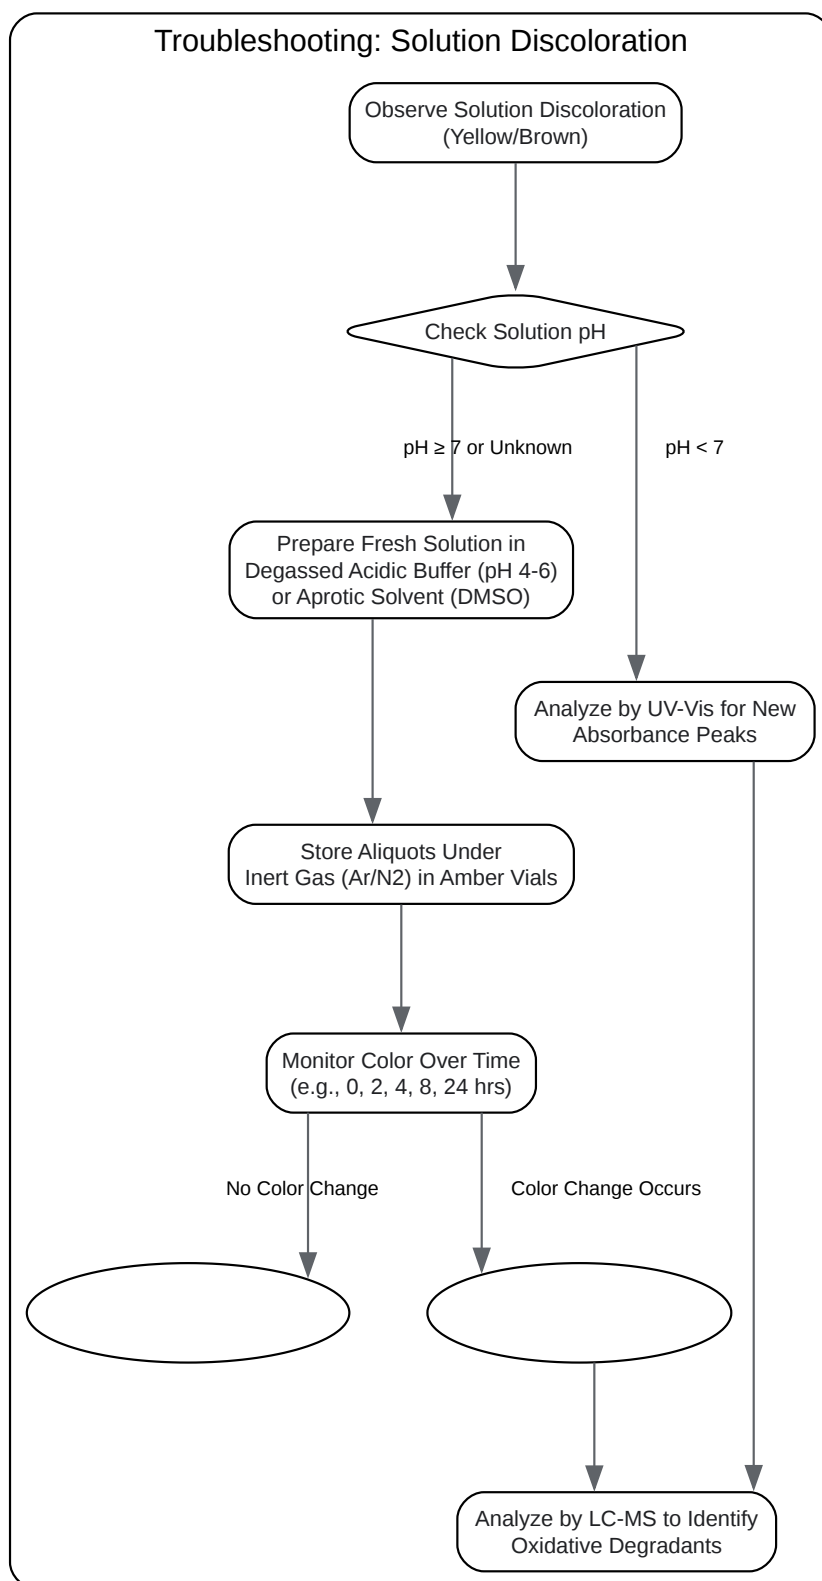 Troubleshooting: Solution Discoloration
Observe Solution Discoloration
(Yellow/Brown)
Check Solution pH
pH ≥ 7 or Unknown
pH < 7
Prepare Fresh Solution in
Degassed Acidic Buffer (pH 4-6)
or Aprotic Solvent (DMSO)
Analyze by UV-Vis for New
Absorbance Peaks
Store Aliquots Under
Inert Gas (Ar/N2) in Amber Vials
Monitor Color Over Time
(e.g., 0, 2, 4, 8, 24 hrs)
No Color Change
Color Change Occurs
Analyze by LC-MS to Identify
Oxidative Degradants